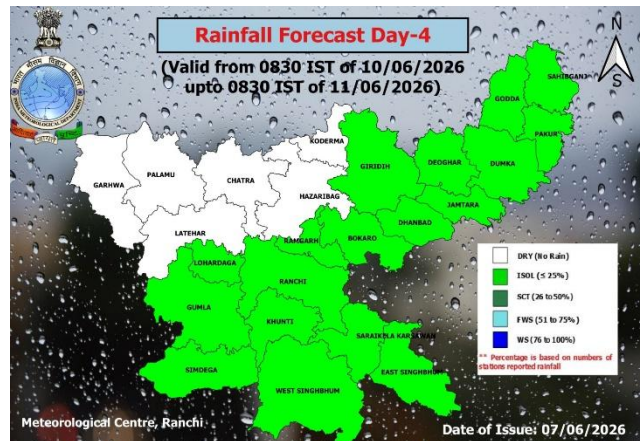 Rainfall Forecast Day-4
(Valid from 0830 IST of 10/06/2026
upto 0830 IST of 11/06/2026)
N
S
SAHIBGANJ
GODDA
PAKUR
KODERMA
GIRIDIH
DEOGHAR
DUMKA
PALAMU
GARHWA
CHATRA
HAZARIBAG
JAMTARA
DHANBAD
LATEHAR
RAMGARH
BOKARO
LOHARDAGA
RANCHI
GUMLA
KHUNTI
SARAIKELA KARSAWAN
SIMDEGA
EAST SINGHBHUM
WEST SINGHBHUM
DRY (No Rain)
ISOL (≤ 25%)
SCT (26 to 50%)
FWS (51 to 75%)
WS (76 to 100%)
** Percentage is based on numbers of
stations reported rainfall
Meteorological Centre, Ranchi
Date of Issue: 07/06/2026